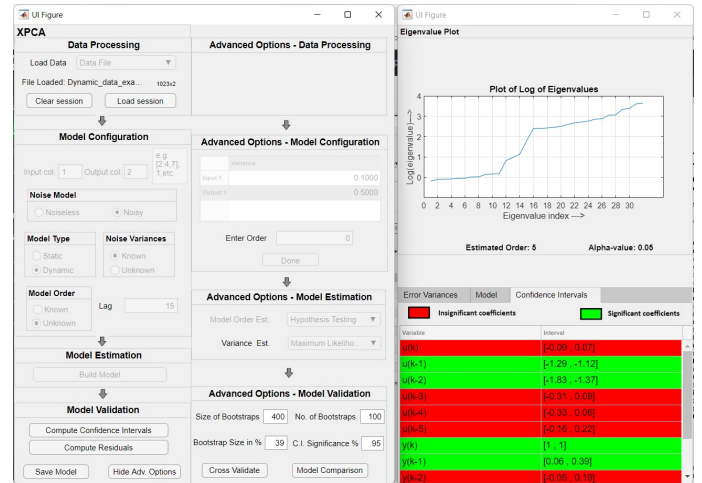 UI Figure
XPCA
Data Processing
Load Data
Data File
File Loaded: Dynamic_data_exa...
1023x2
Clear session
Load session
Model Configuration
Input col. 1
Output col. 2
e.g.
[2:4,7],
1,etc.
Noise Model
Noiseless
Noisy
Model Type
Static
Dynamic
Noise Variances
Known
Unknown
Model Order
Known
Unknown
Lag
15
Model Estimation
Build Model
Model Validation
Compute Confidence Intervals
Compute Residuals
Save Model
Hide Adv. Options
Advanced Options - Data Processing
Advanced Options - Model Configuration
Variance
Input 1
0.1000
Output 1
0.5000
Enter Order
0
Done
Advanced Options - Model Estimation
Model Order Est.
Hypothesis Testing
Variance Est.
Maximum Likeliho...
Advanced Options - Model Validation
Size of Bootstraps 400
No. of Bootstraps 100
Bootstrap Size in % 39
C.I. Significance % 95
Cross Validate
Model Comparison
UI Figure
Eigenvalue Plot
Plot of Log of Eigenvalues
Log(eigenvalue) --->
4
3
2
1
0
0 2 4 6 8 10 12 14 16 18 20 22 24 26 28 30
Eigenvalue index --->
Estimated Order: 5
Alpha-value: 0.05
Error Variances
Model
Confidence Intervals
Insignificant coefficients
Significant coefficients
Variable
Interval
u(k)
[-0.09 , 0.07]
u(k-1)
[-1.29 , -1.12]
u(k-2)
[-1.83 , -1.37]
u(k-3)
[-0.31 , 0.09]
u(k-4)
[-0.33 , 0.06]
u(k-5)
[-0.16 , 0.22]
y(k)
[1 , 1]
y(k-1)
[0.06 , 0.39]
y(k-2)
[-0.05 , 0.19]